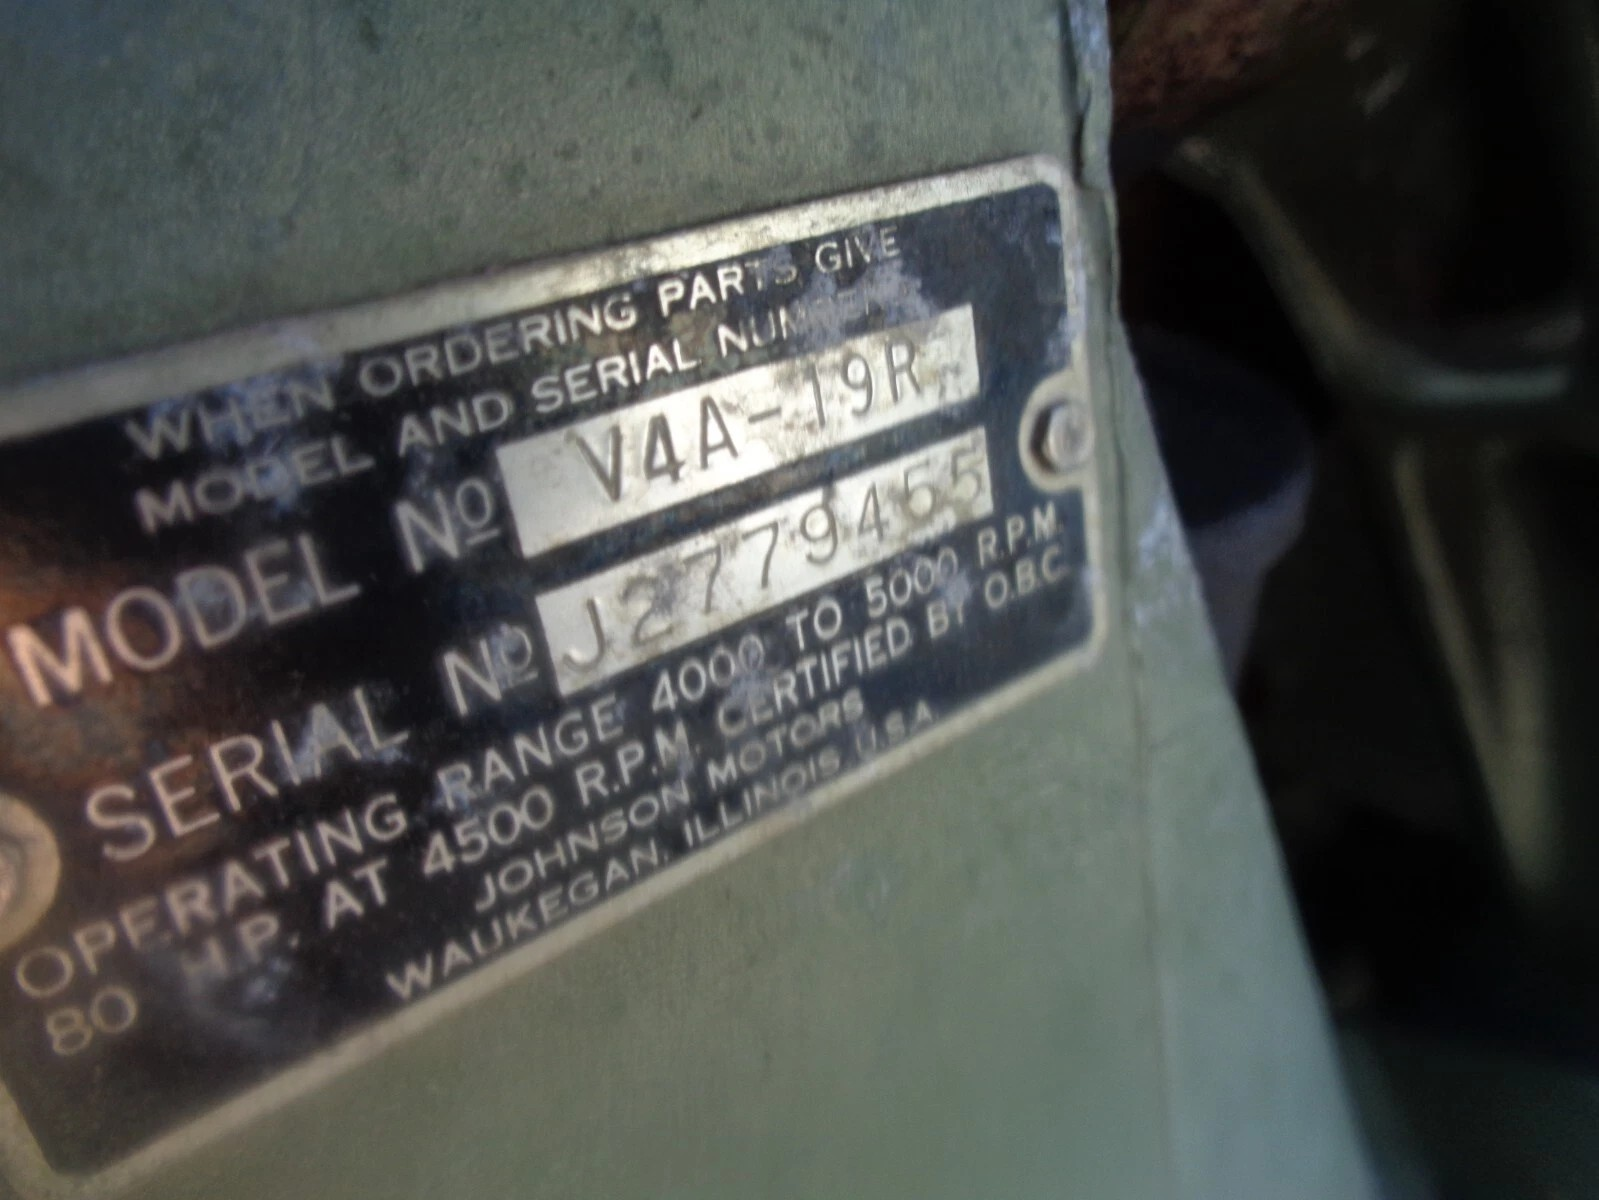 WHEN ORDERING PARTS GIVE
MODEL AND SERIAL NUMBER
MODEL No V4A-19R
SERIAL No J2779455
OPERATING RANGE 4000 TO 5000 R.P.M.
80 H.P. AT 4500 R.P.M. CERTIFIED BY O.B.C.
JOHNSON MOTORS
WAUKEGAN, ILLINOIS U.S.A.